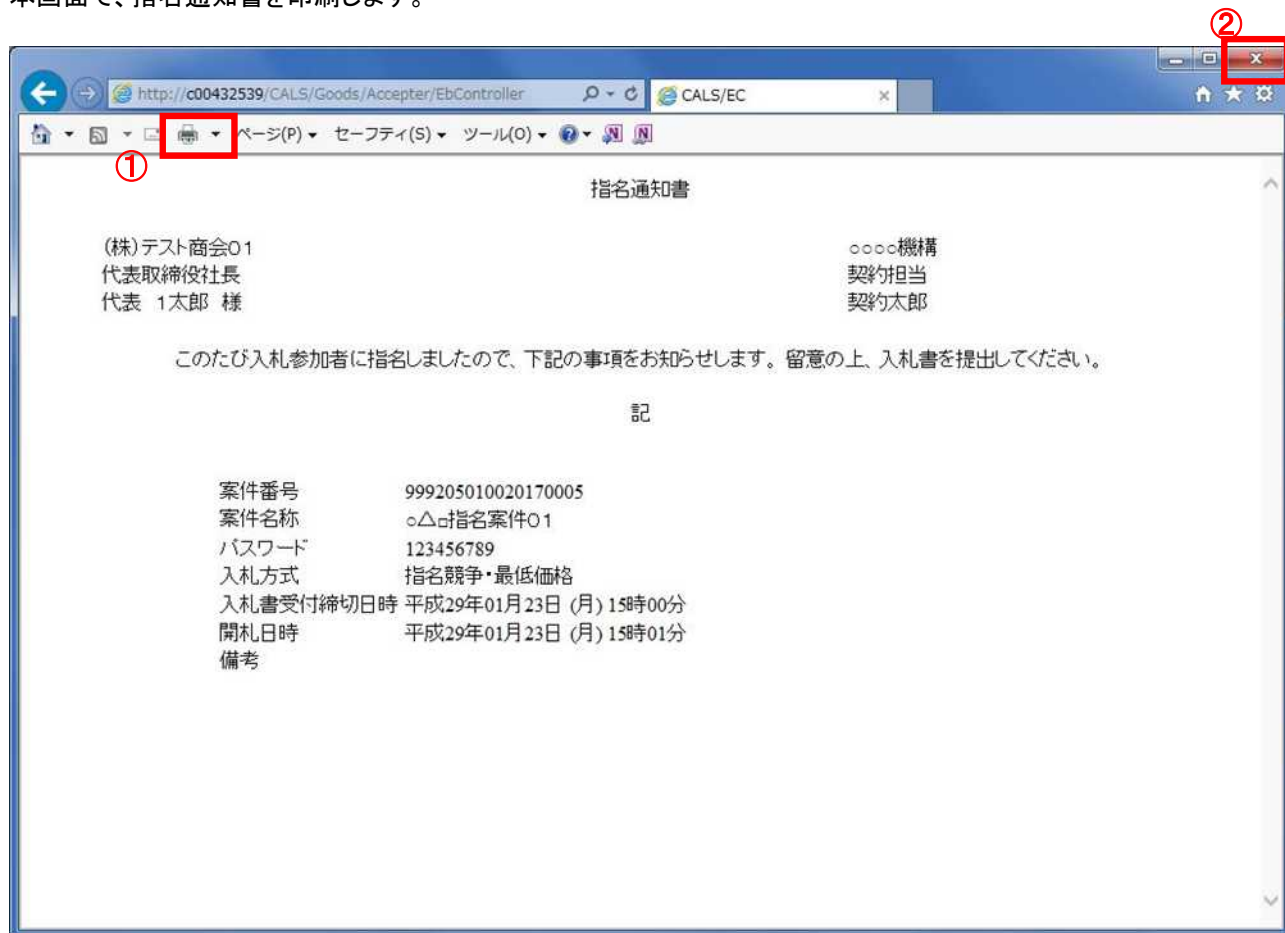 本画面で、指名通知書を印刷します。
②
http://c00432539/CALS/Goods/Accepter/EbController
CALS/EC
ページ(P) セーフティ(S) ツール(O)
①
指名通知書
(株)テスト商会01
代表取締役社長
代表 1太郎 様
○○○○機構
契約担当
契約太郎
このたび入札参加者に指名しましたので、下記の事項をお知らせします。留意の上、入札書を提出してください。
記
案件番号 999205010020170005
案件名称 ○△□指名案件01
パスワード 123456789
入札方式 指名競争・最低価格
入札書受付締切日時 平成29年01月23日 (月) 15時00分
開札日時 平成29年01月23日 (月) 15時01分
備考